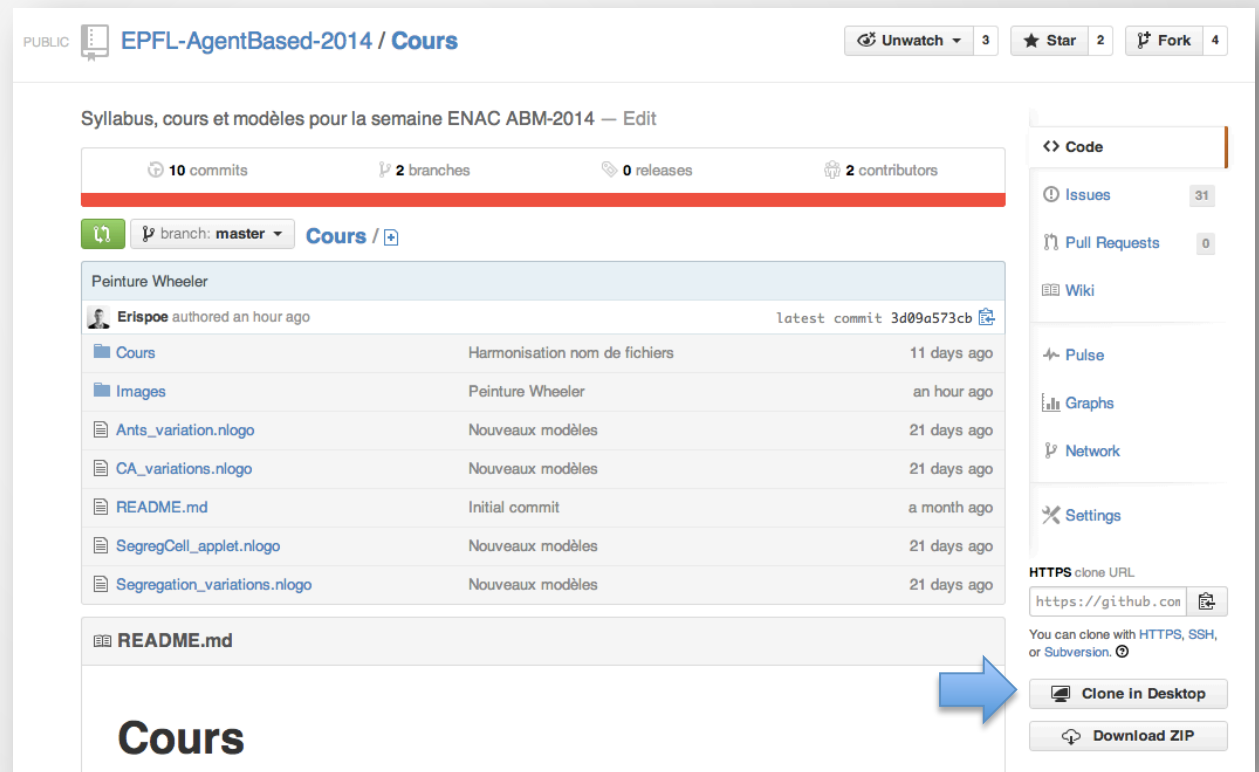 PUBLIC EPFL-AgentBased-2014 / Cours
Unwatch 3 Star 2 Fork 4
Syllabus, cours et modèles pour la semaine ENAC ABM-2014 — Edit
10 commits 2 branches 0 releases 2 contributors
branch: master Cours /
Peinture Wheeler
Erispoe authored an hour ago latest commit 3d09a573cb
Cours Harmonisation nom de fichiers 11 days ago
Images Peinture Wheeler an hour ago
Ants_variation.nlogo Nouveaux modèles 21 days ago
CA_variations.nlogo Nouveaux modèles 21 days ago
README.md Initial commit a month ago
SegregCell_applet.nlogo Nouveaux modèles 21 days ago
Segregation_variations.nlogo Nouveaux modèles 21 days ago
README.md
Cours
Code
Issues 31
Pull Requests 0
Wiki
Pulse
Graphs
Network
Settings
HTTPS clone URL
https://github.com
You can clone with HTTPS, SSH,
or Subversion.
Clone in Desktop
Download ZIP